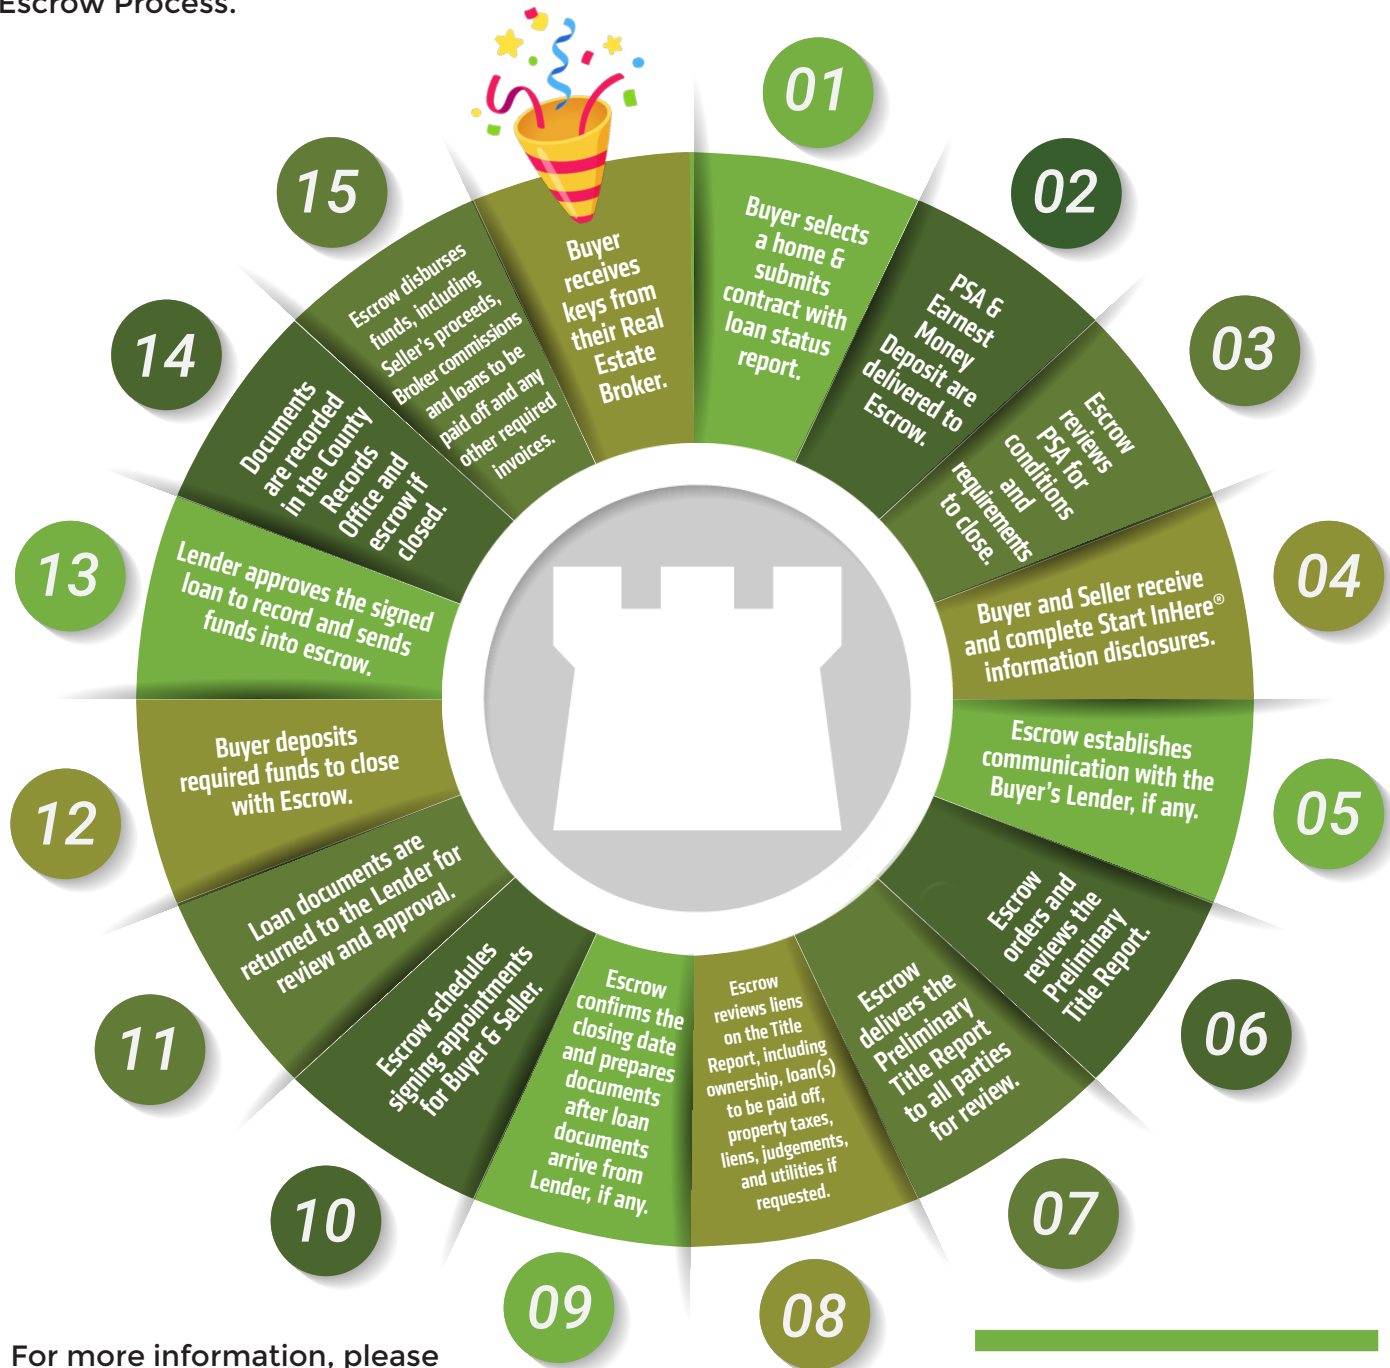 Escrow Process.
01
Buyer selects
a home &
submits
contract with
loan status
report.
02
PSA &
Earnest
Money
Deposit are
delivered to
Escrow.
03
Escrow
reviews
PSA for
conditions
and
requirements
to close.
04
Buyer and Seller receive
and complete Start InHere®
information disclosures.
05
Escrow establishes
communication with the
Buyer's Lender, if any.
06
Escrow
orders and
reviews the
Preliminary
Title Report.
07
Escrow
delivers the
Preliminary
Title Report
to all parties
for review.
08
Escrow
reviews liens
on the Title
Report, including
ownership, loan(s)
to be paid off,
property taxes,
liens, judgements,
and utilities if
requested.
09
Escrow
confirms the
closing date
and prepares
documents
after loan
documents
arrive from
Lender, if any.
10
Escrow schedules
signing appointments
for Buyer & Seller.
11
Loan documents are
returned to the Lender for
review and approval.
12
Buyer deposits
required funds to close
with Escrow.
13
Lender approves the signed
loan to record and sends
funds into escrow.
14
Documents
are recorded
in the County
Records
Office and
escrow if
closed.
15
Escrow disburses
funds, including
Seller's proceeds,
Broker commissions
and loans to be
paid off and any
other required
invoices.
Buyer
receives
keys from
their Real
Estate
Broker.
For more information, please